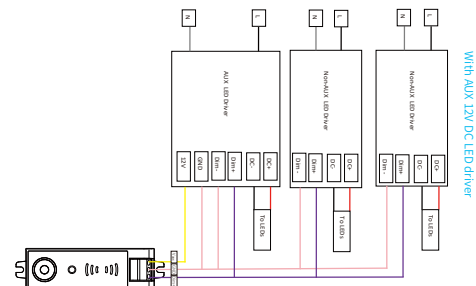 N
L
N
L
N
L
AUX LED Driver
Non-AUX LED Driver
Non-AUX LED Driver
12V
GND
Dim-
Dim+
DC-
DC+
Dim -
Dim+
DC-
DC+
Dim -
Dim+
DC-
DC+
To LEDs
To LEDs
To LEDs
With AUX 12V DC LED driver